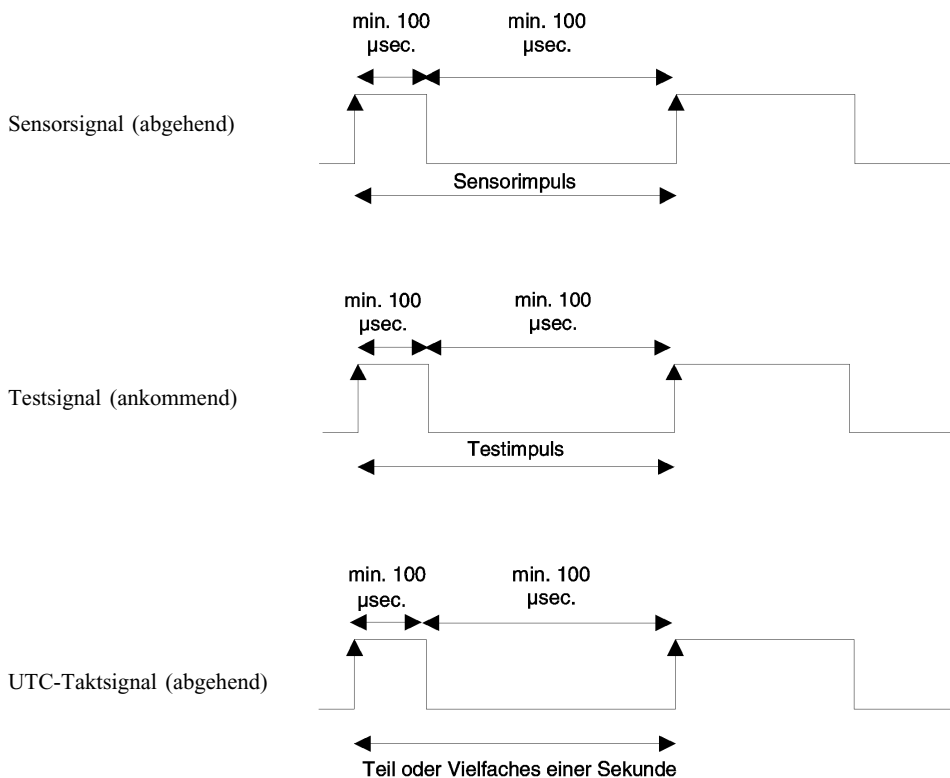 min. 100 min. 100
µsec. µsec.
Sensorsignal (abgehend)
Sensorimpuls
min. 100 min. 100
µsec. µsec.
Testsignal (ankommend)
Testimpuls
min. 100 min. 100
µsec. µsec.
UTC-Taktsignal (abgehend)
Teil oder Vielfaches einer Sekunde